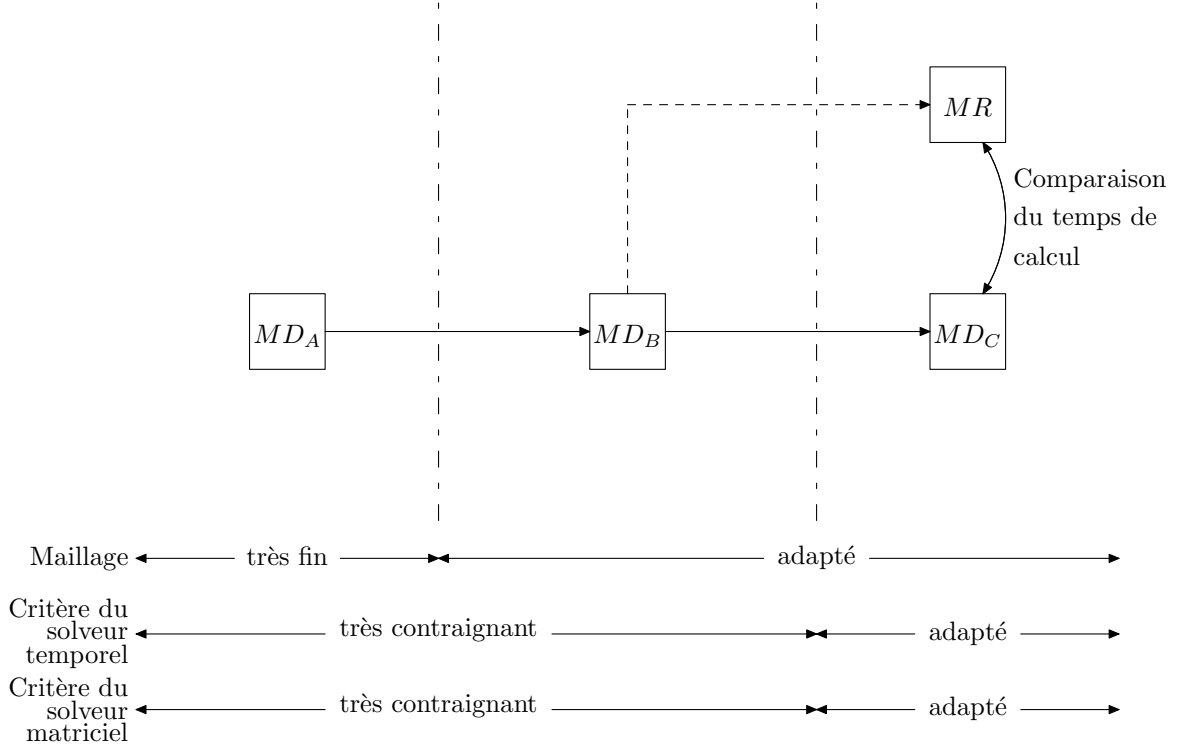 MR
Comparaison
du temps de
calcul
MD_A
MD_B
MD_C
Maillage
très fin
adapté
Critère du
solveur
temporel
très contraignant
adapté
Critère du
solveur
matriciel
très contraignant
adapté